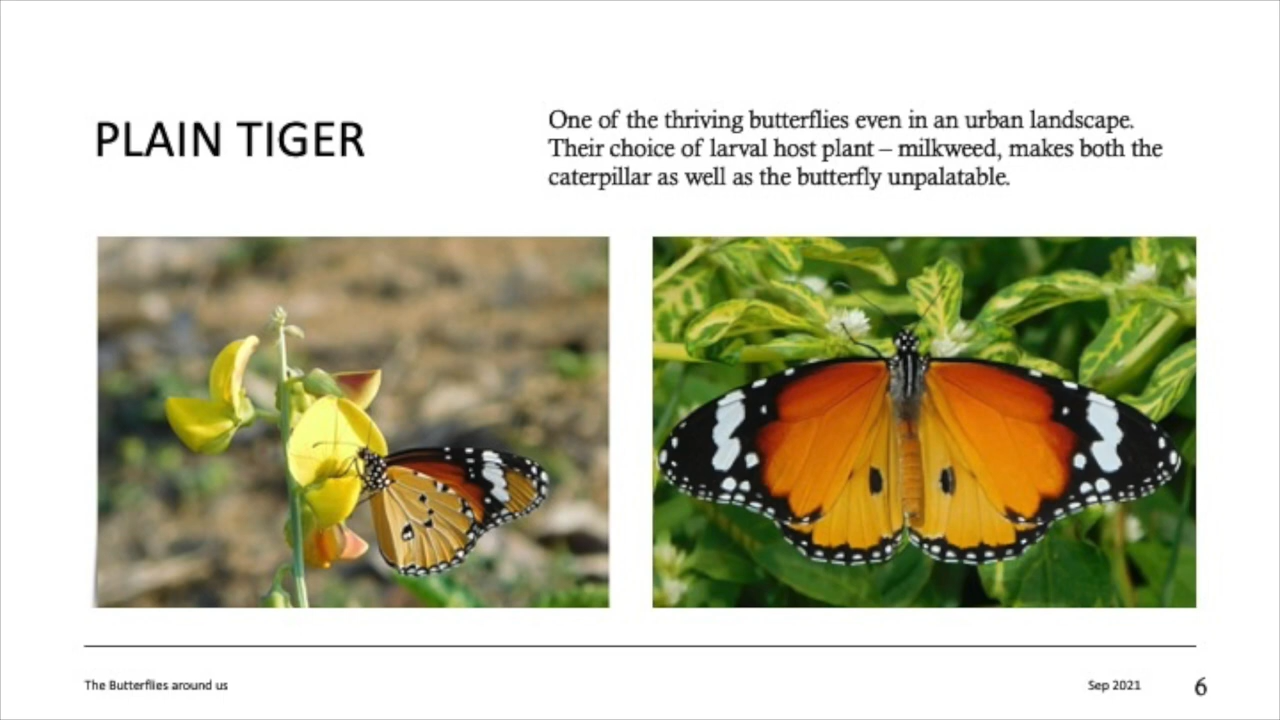 PLAIN TIGER
One of the thriving butterflies even in an urban landscape.
Their choice of larval host plant – milkweed, makes both the
caterpillar as well as the butterfly unpalatable.
The Butterflies around us
Sep 2021
6